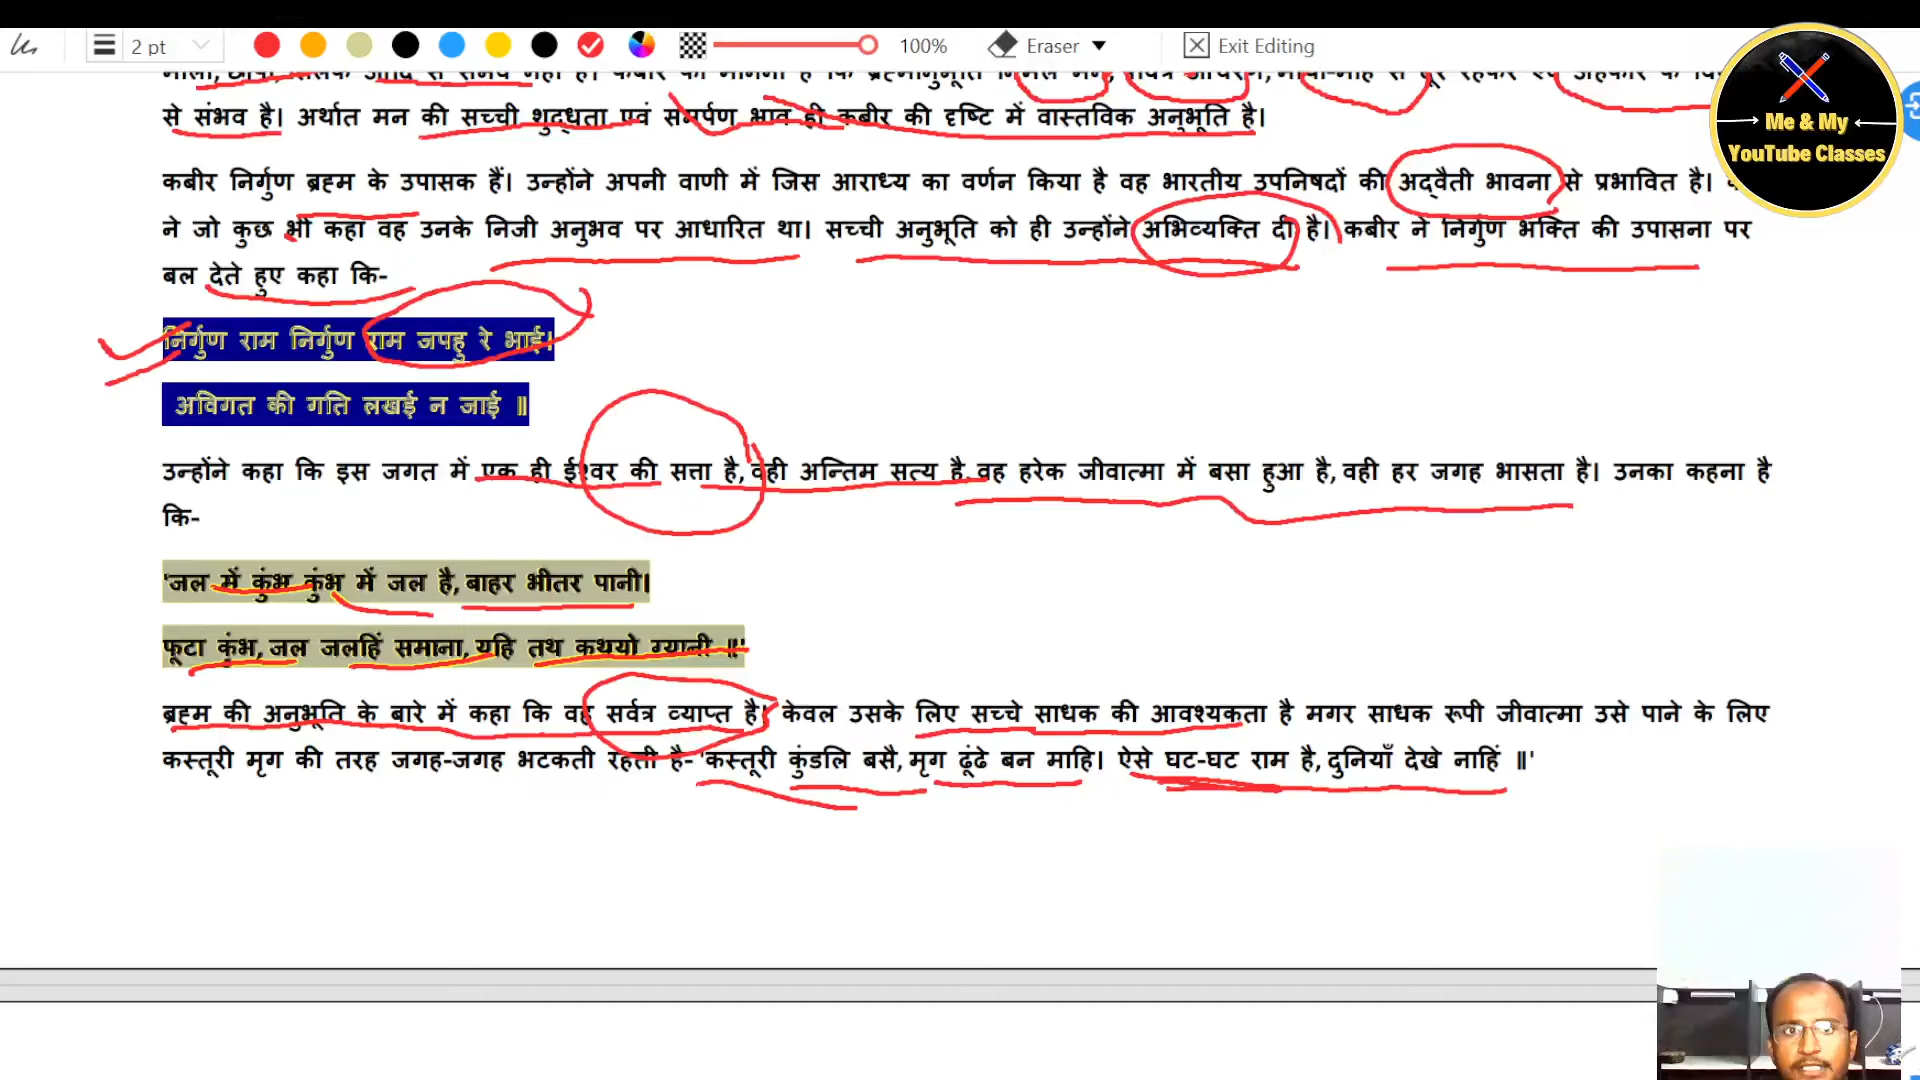 2 pt
100%
Eraser
Exit Editing
Me & My
YouTube Classes
से संभव है। अर्थात मन की सच्ची शुद्धता एवं समर्पण भाव ही कबीर की दृष्टि में वास्तविक अनुभूति है।
कबीर निर्गुण ब्रह्म के उपासक हैं। उन्होंने अपनी वाणी में जिस आराध्य का वर्णन किया है वह भारतीय उपनिषदों की अद्वैती भावना से प्रभावित है।
ने जो कुछ भी कहा वह उनके निजी अनुभव पर आधारित था। सच्ची अनुभूति को ही उन्होंने अभिव्यक्ति दी है। कबीर ने निर्गुण भक्ति की उपासना पर
बल देते हुए कहा कि-
निर्गुण राम निर्गुण राम जपहु रे भाई।
अविगत की गति लखई न जाई ॥
उन्होंने कहा कि इस जगत में एक ही ईश्वर की सत्ता है, वही अन्तिम सत्य है, वह हरेक जीवात्मा में बसा हुआ है, वही हर जगह भासता है। उनका कहना है
कि-
'जल में कुंभ कुंभ में जल है, बाहर भीतर पानी।
फूटा कुंभ, जल जलहिं समाना, यहि तथ कथयो ग्यानी ॥'
ब्रह्म की अनुभूति के बारे में कहा कि वह सर्वत्र व्याप्त है। केवल उसके लिए सच्चे साधक की आवश्यकता है मगर साधक रूपी जीवात्मा उसे पाने के लिए
कस्तूरी मृग की तरह जगह-जगह भटकती रहती है- 'कस्तूरी कुंडलि बसै, मृग ढूंढे बन माहि। ऐसे घट-घट राम है, दुनियाँ देखे नाहिं ॥'